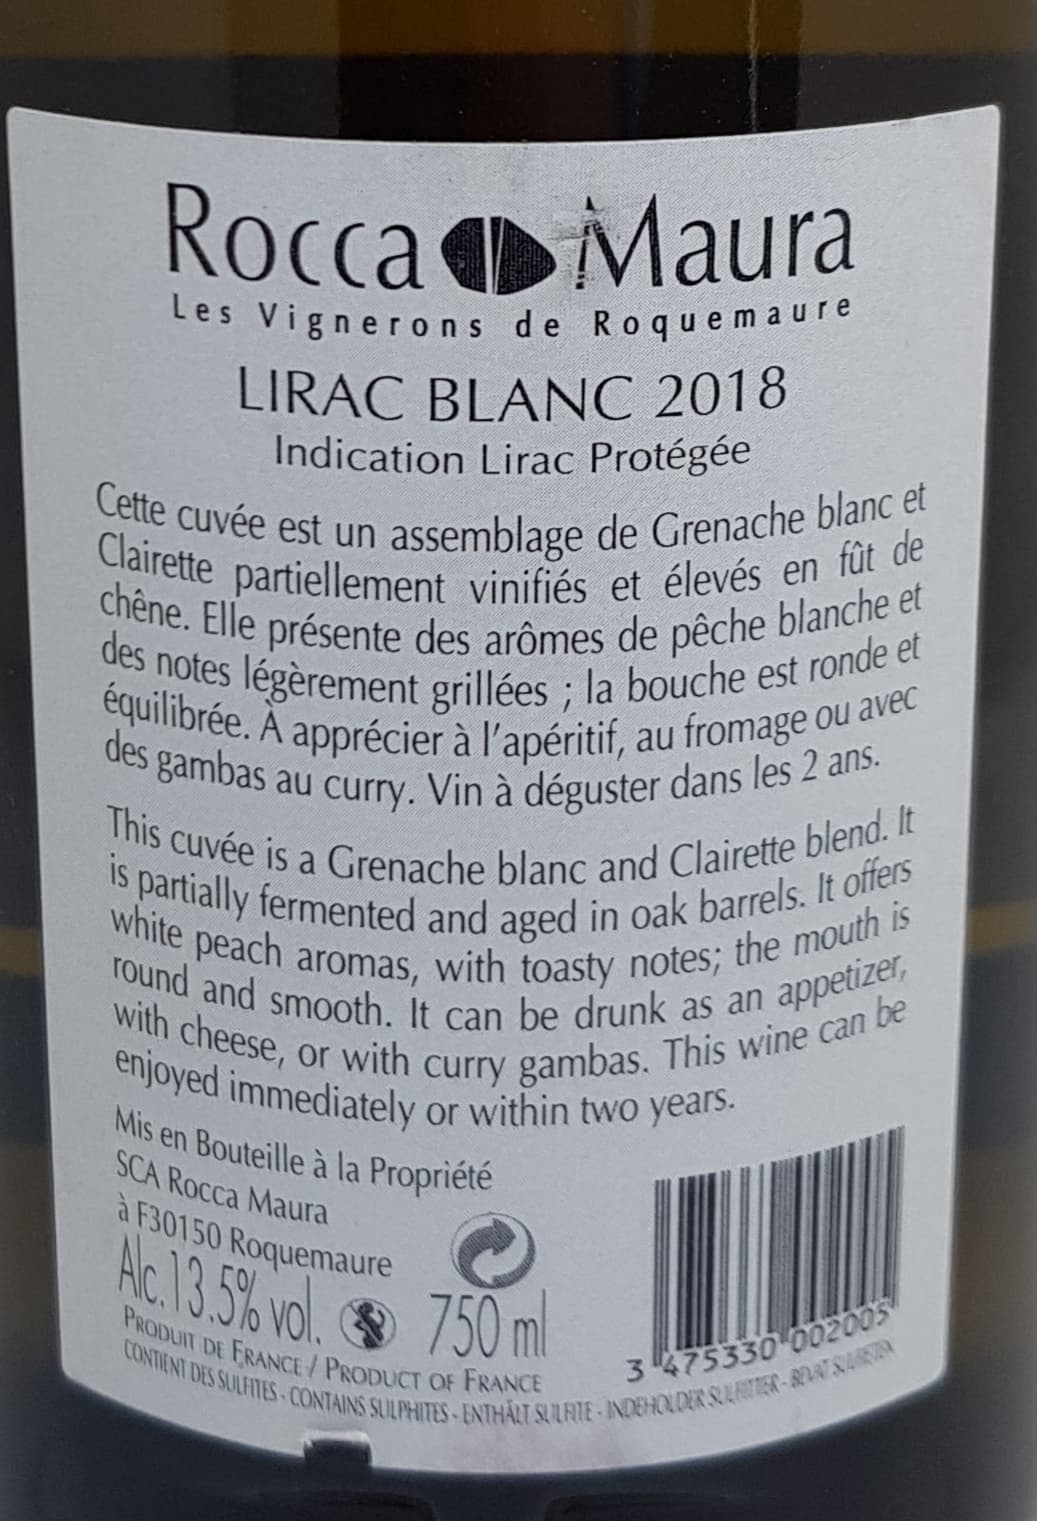 Rocca Maura
Les Vignerons de Roquemaure
LIRAC BLANC 2018
Indication Lirac Protégée
Cette cuvée est un assemblage de Grenache blanc et
Clairette partiellement vinifiés et élevés en fût de
chêne. Elle présente des arômes de pêche blanche et
des notes légèrement grillées ; la bouche est ronde et
équilibrée. À apprécier à l'apéritif, au fromage ou avec
des gambas au curry. Vin à déguster dans les 2 ans.
This cuvée is a Grenache blanc and Clairette blend. It
is partially fermented and aged in oak barrels. It offers
white peach aromas, with toasty notes; the mouth is
round and smooth. It can be drunk as an appetizer,
with cheese, or with curry gambas. This wine can be
enjoyed immediately or within two years.
Mis en Bouteille à la Propriété
SCA Rocca Maura
à F30150 Roquemaure
Alc.13.5% vol. 750 ml
PRODUIT DE FRANCE / PRODUCT OF FRANCE
3 475330 002005
CONTIENT DES SULFITES - CONTAINS SULPHITES - ENTHÄLT SULFITE - INDEHOLDER SULFITTER - BEVAT SULFIETEN